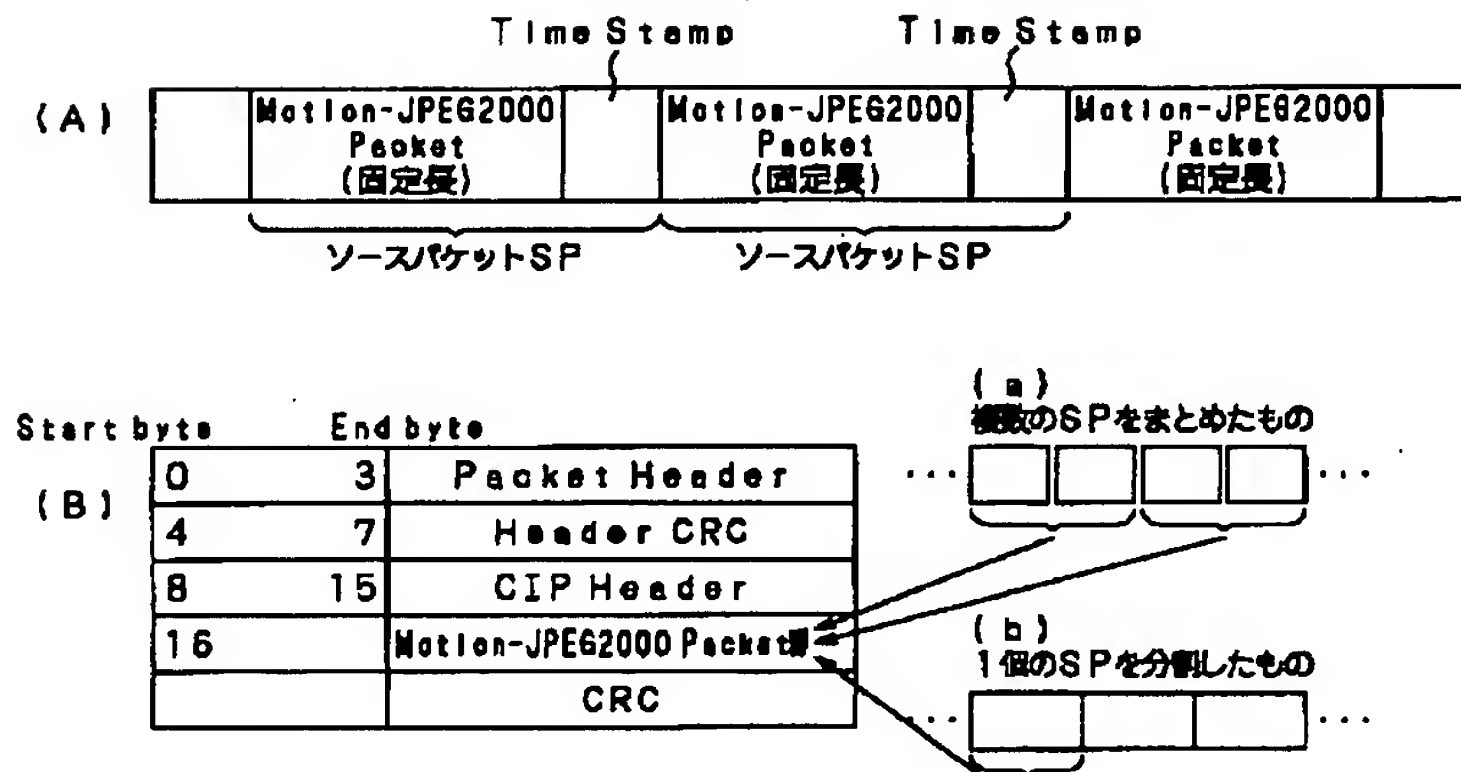 Time Stamp Time Stamp
(A)
Motion-JPEG2000 Motion-JPEG2000 Motion-JPEG2000
Packet Packet Packet
(固定長) (固定長) (固定長)
ソースパケットSP ソースパケットSP
(a)
複数のSPをまとめたもの
Start byte End byte
(B)
0 3 Packet Header
4 7 Header CRC
8 15 CIP Header
16 Motion-JPEG2000 Packet群
CRC
(b)
1個のSPを分割したもの